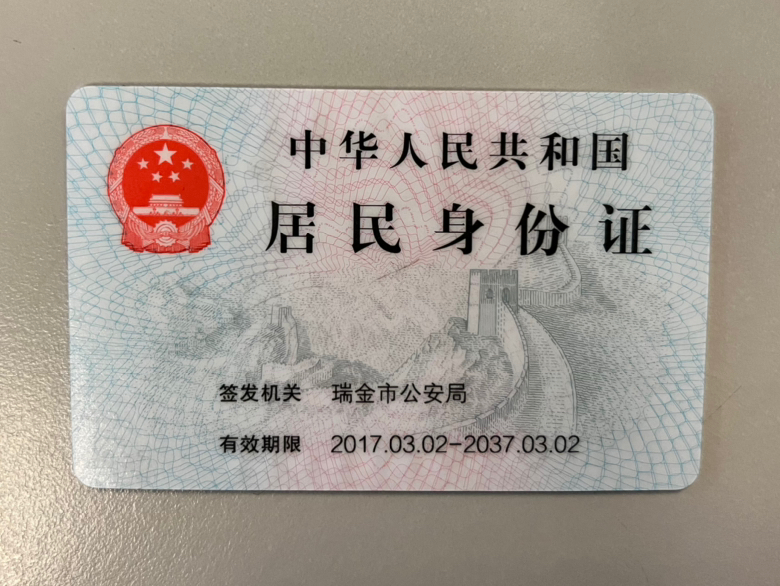 中华人民共和国
居民身份证
签发机关 瑞金市公安局
有效期限 2017.03.02-2037.03.02